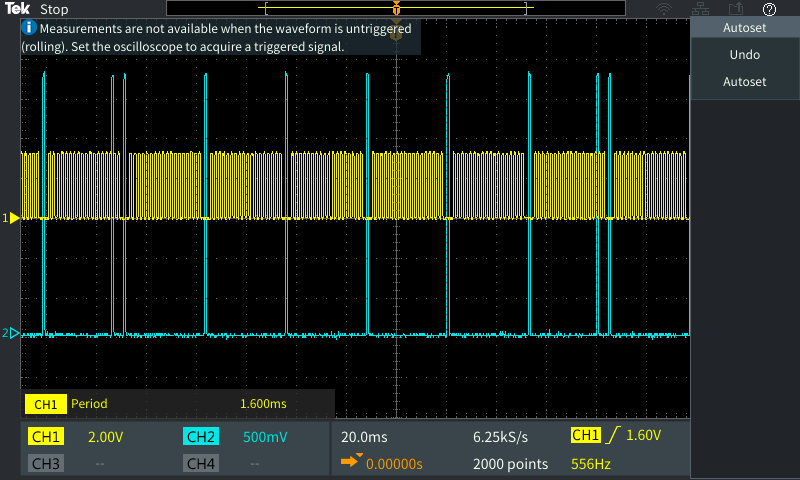 Tek Stop
Measurements are not available when the waveform is untriggered
(rolling). Set the oscilloscope to acquire a triggered signal.
Autoset
Undo
Autoset
1
2
CH1 Period 1.600ms
CH1 2.00V CH2 500mV 20.0ms 6.25kS/s CH1 1.60V
CH3 -- CH4 -- 0.00000s 2000 points 556Hz